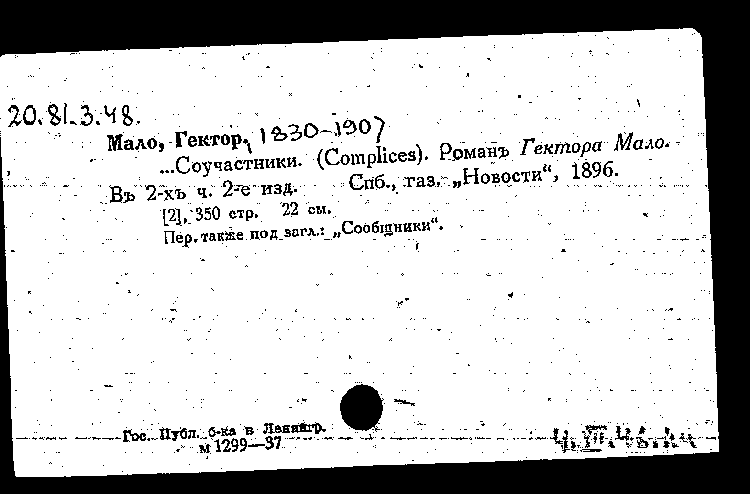 20.81.3.48.
Мало, Гектор, 1830-1907
...Соучастники. (Complices). Романъ Гектора Мало.
Въ 2-хъ ч. 2-е изд. Спб., газ. „Новости“, 1896.
[2], 350 стр. 22 см.
Пер. также под загл.: „Сообщники“.
Гос. Публ. б-ка в Ленингр.
м 1299—37